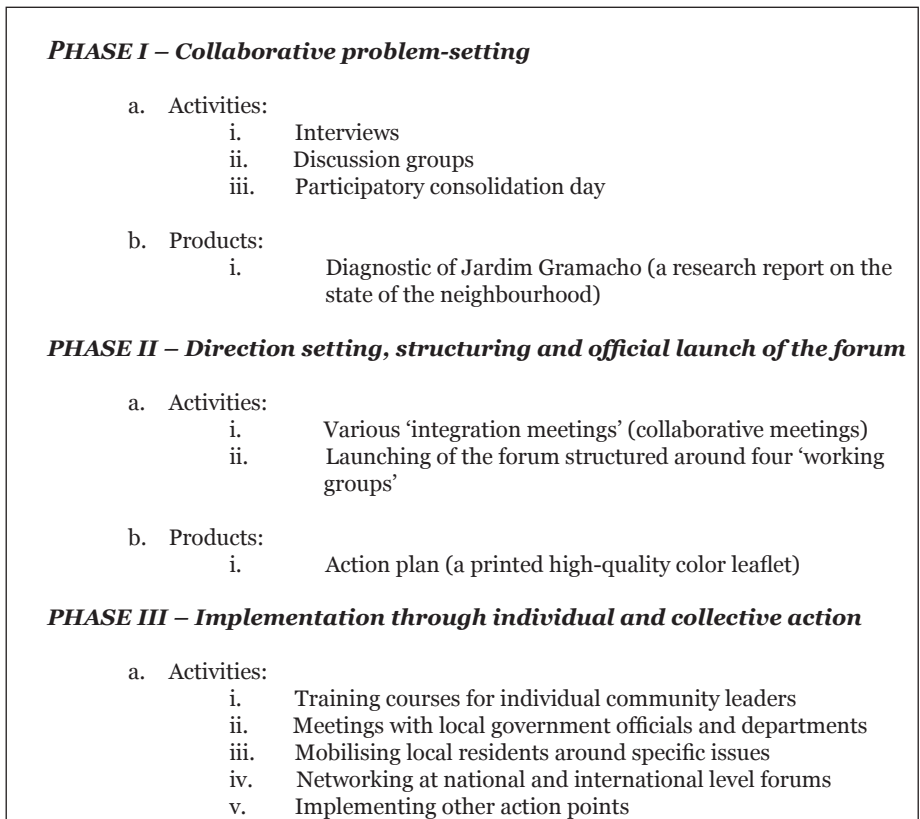 PHASE I – Collaborative problem-setting
a. Activities:
i. Interviews
ii. Discussion groups
iii. Participatory consolidation day
b. Products:
i. Diagnostic of Jardim Gramacho (a research report on the
state of the neighbourhood)
PHASE II – Direction setting, structuring and official launch of the forum
a. Activities:
i. Various ‘integration meetings’ (collaborative meetings)
ii. Launching of the forum structured around four ‘working
groups’
b. Products:
i. Action plan (a printed high-quality color leaflet)
PHASE III – Implementation through individual and collective action
a. Activities:
i. Training courses for individual community leaders
ii. Meetings with local government officials and departments
iii. Mobilising local residents around specific issues
iv. Networking at national and international level forums
v. Implementing other action points